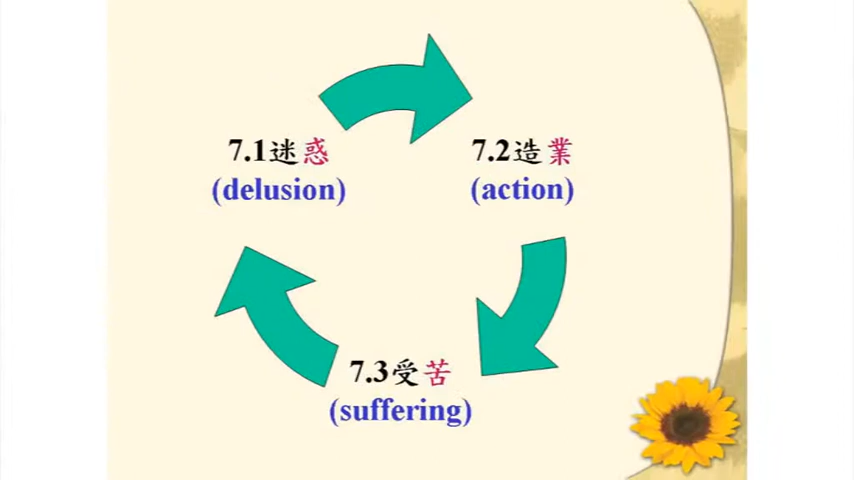 7.1迷惑
(delusion)
7.2造業
(action)
7.3受苦
(suffering)